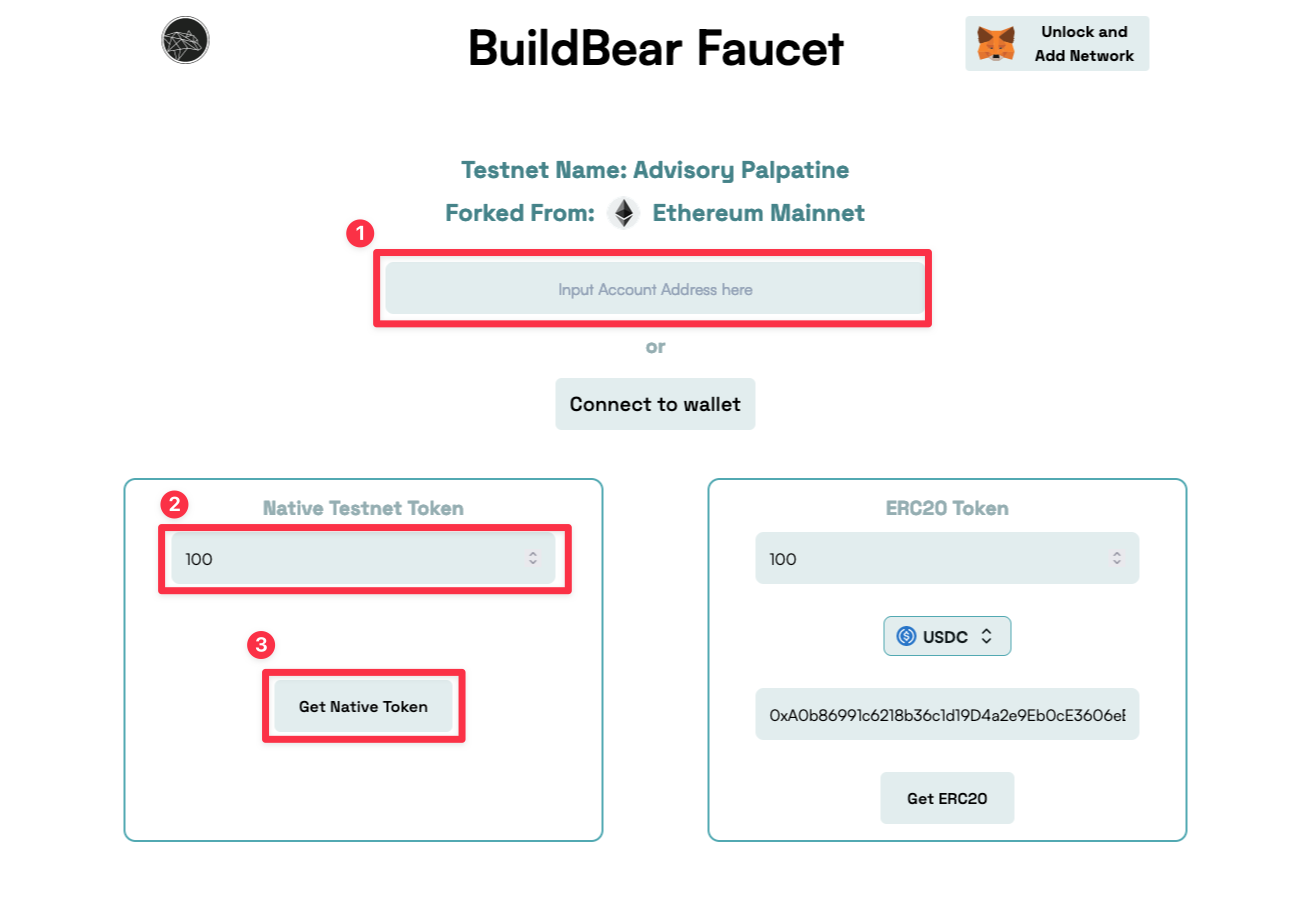 BuildBear Faucet
Unlock and
Add Network
Testnet Name: Advisory Palpatine
Forked From: Ethereum Mainnet
1
Input Account Address here
or
Connect to wallet
2
Native Testnet Token
100
3
Get Native Token
ERC20 Token
100
USDC
0xA0b86991c6218b36c1d19D4a2e9Eb0cE3606eE
Get ERC20